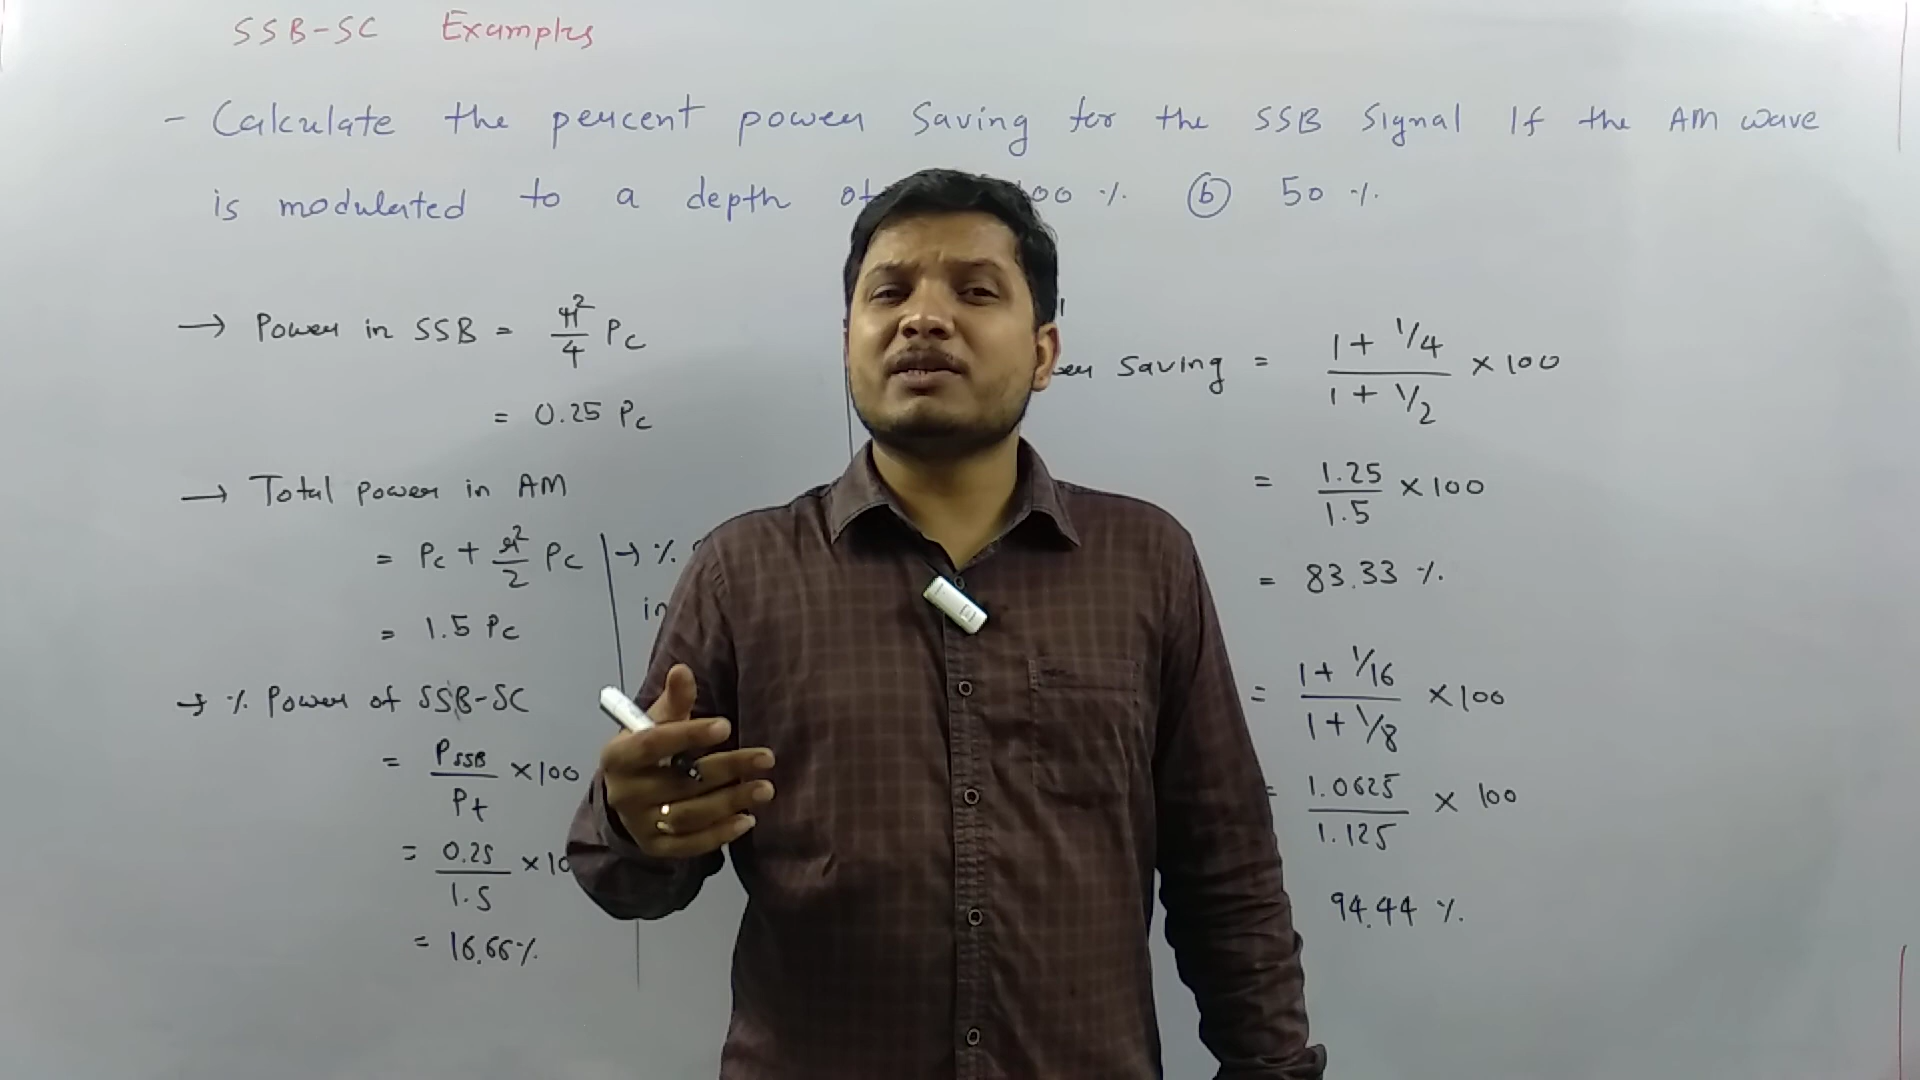 SSB-SC Examples
- Calculate the percent power Saving for the SSB Signal If the AM wave
is modulated to a depth of 100 % (b) 50 %.
→ Power in SSB = μ²/4 Pc
= 0.25 Pc
→ Total power in AM
= Pc + μ²/2 Pc
= 1.5 Pc
→ % Power of SSB-SC
= PSSB/Pt × 100
= 0.25/1.5 × 10
= 16.66%
→ %
in
Saving = (1 + 1/4)/(1 + 1/2) × 100
= 1.25/1.5 × 100
= 83.33 %.
= (1 + 1/16)/(1 + 1/8) × 100
= 1.0625/1.125 × 100
94.44 %.